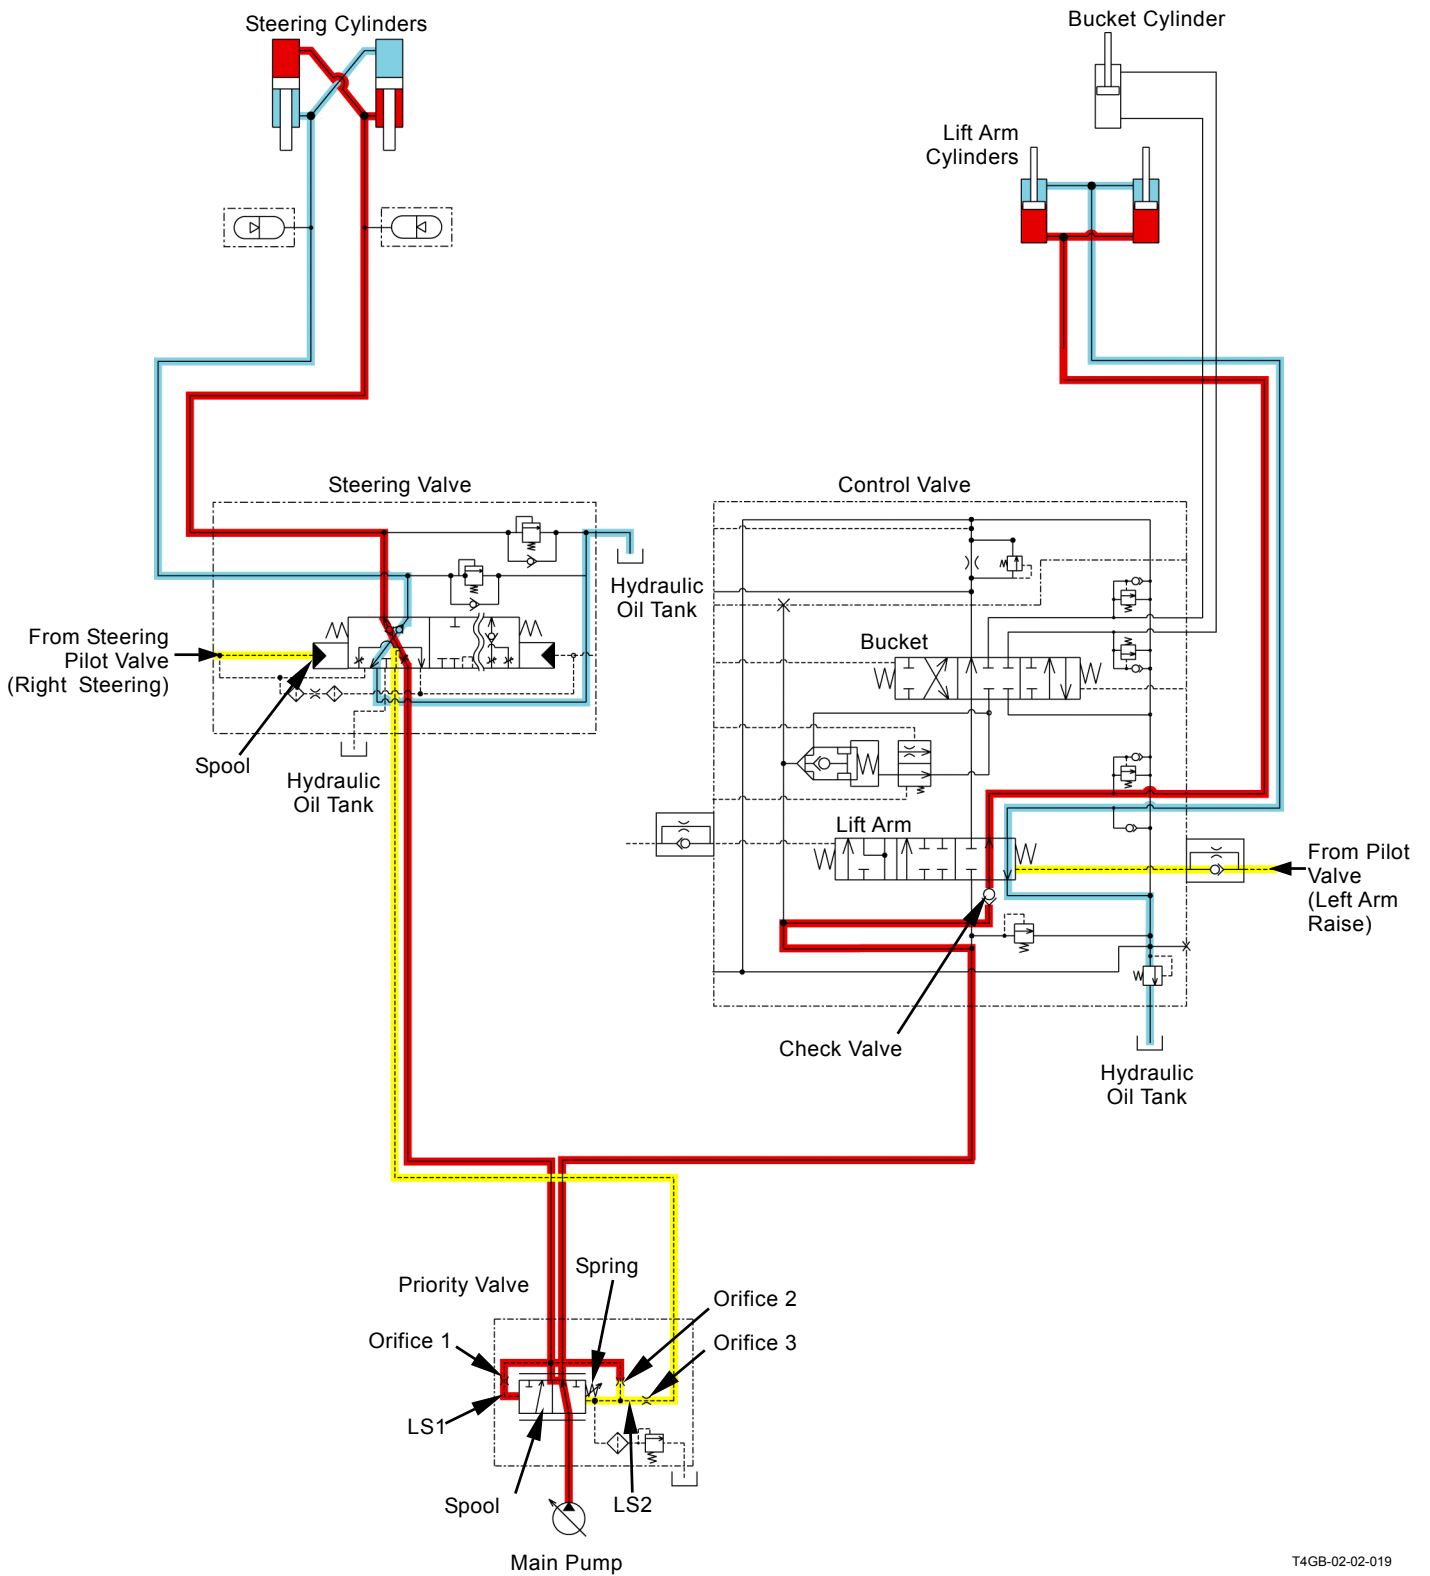 Steering Cylinders
Bucket Cylinder
Lift Arm
Cylinders
Steering Valve
Control Valve
Hydraulic
Oil Tank
From Steering
Pilot Valve
(Right Steering)
Bucket
Spool
Hydraulic
Oil Tank
Lift Arm
From Pilot
Valve
(Left Arm
Raise)
Check Valve
Hydraulic
Oil Tank
Priority Valve
Spring
Orifice 2
Orifice 1
Orifice 3
LS1
Spool
LS2
Main Pump
T4GB-02-02-019